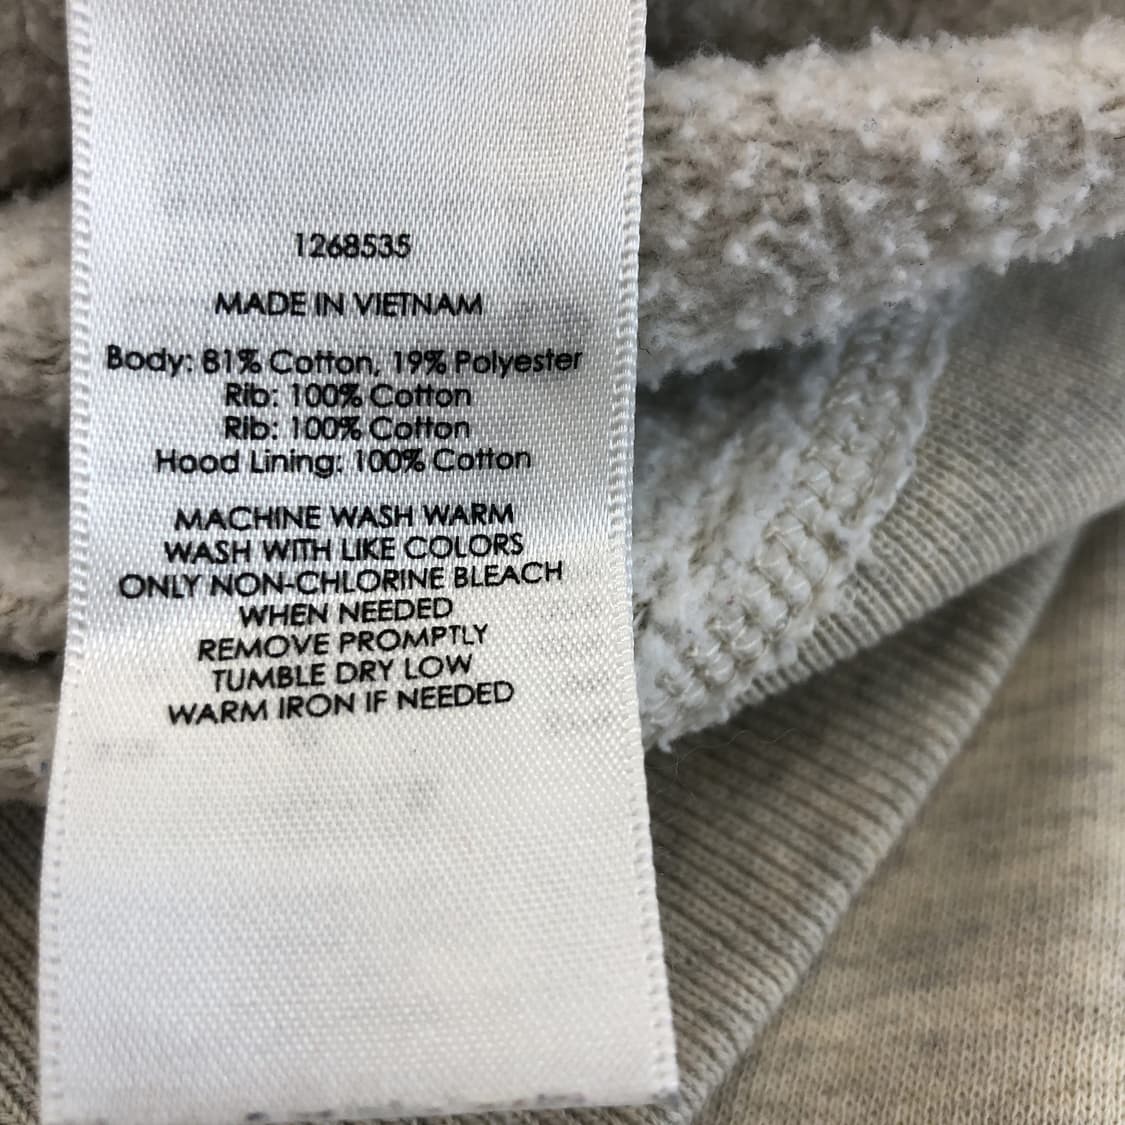 1268535
MADE IN VIETNAM
Body: 81% Cotton, 19% Polyester
Rib: 100% Cotton
Rib: 100% Cotton
Hood Lining: 100% Cotton
MACHINE WASH WARM
WASH WITH LIKE COLORS
ONLY NON-CHLORINE BLEACH
WHEN NEEDED
REMOVE PROMPTLY
TUMBLE DRY LOW
WARM IRON IF NEEDED